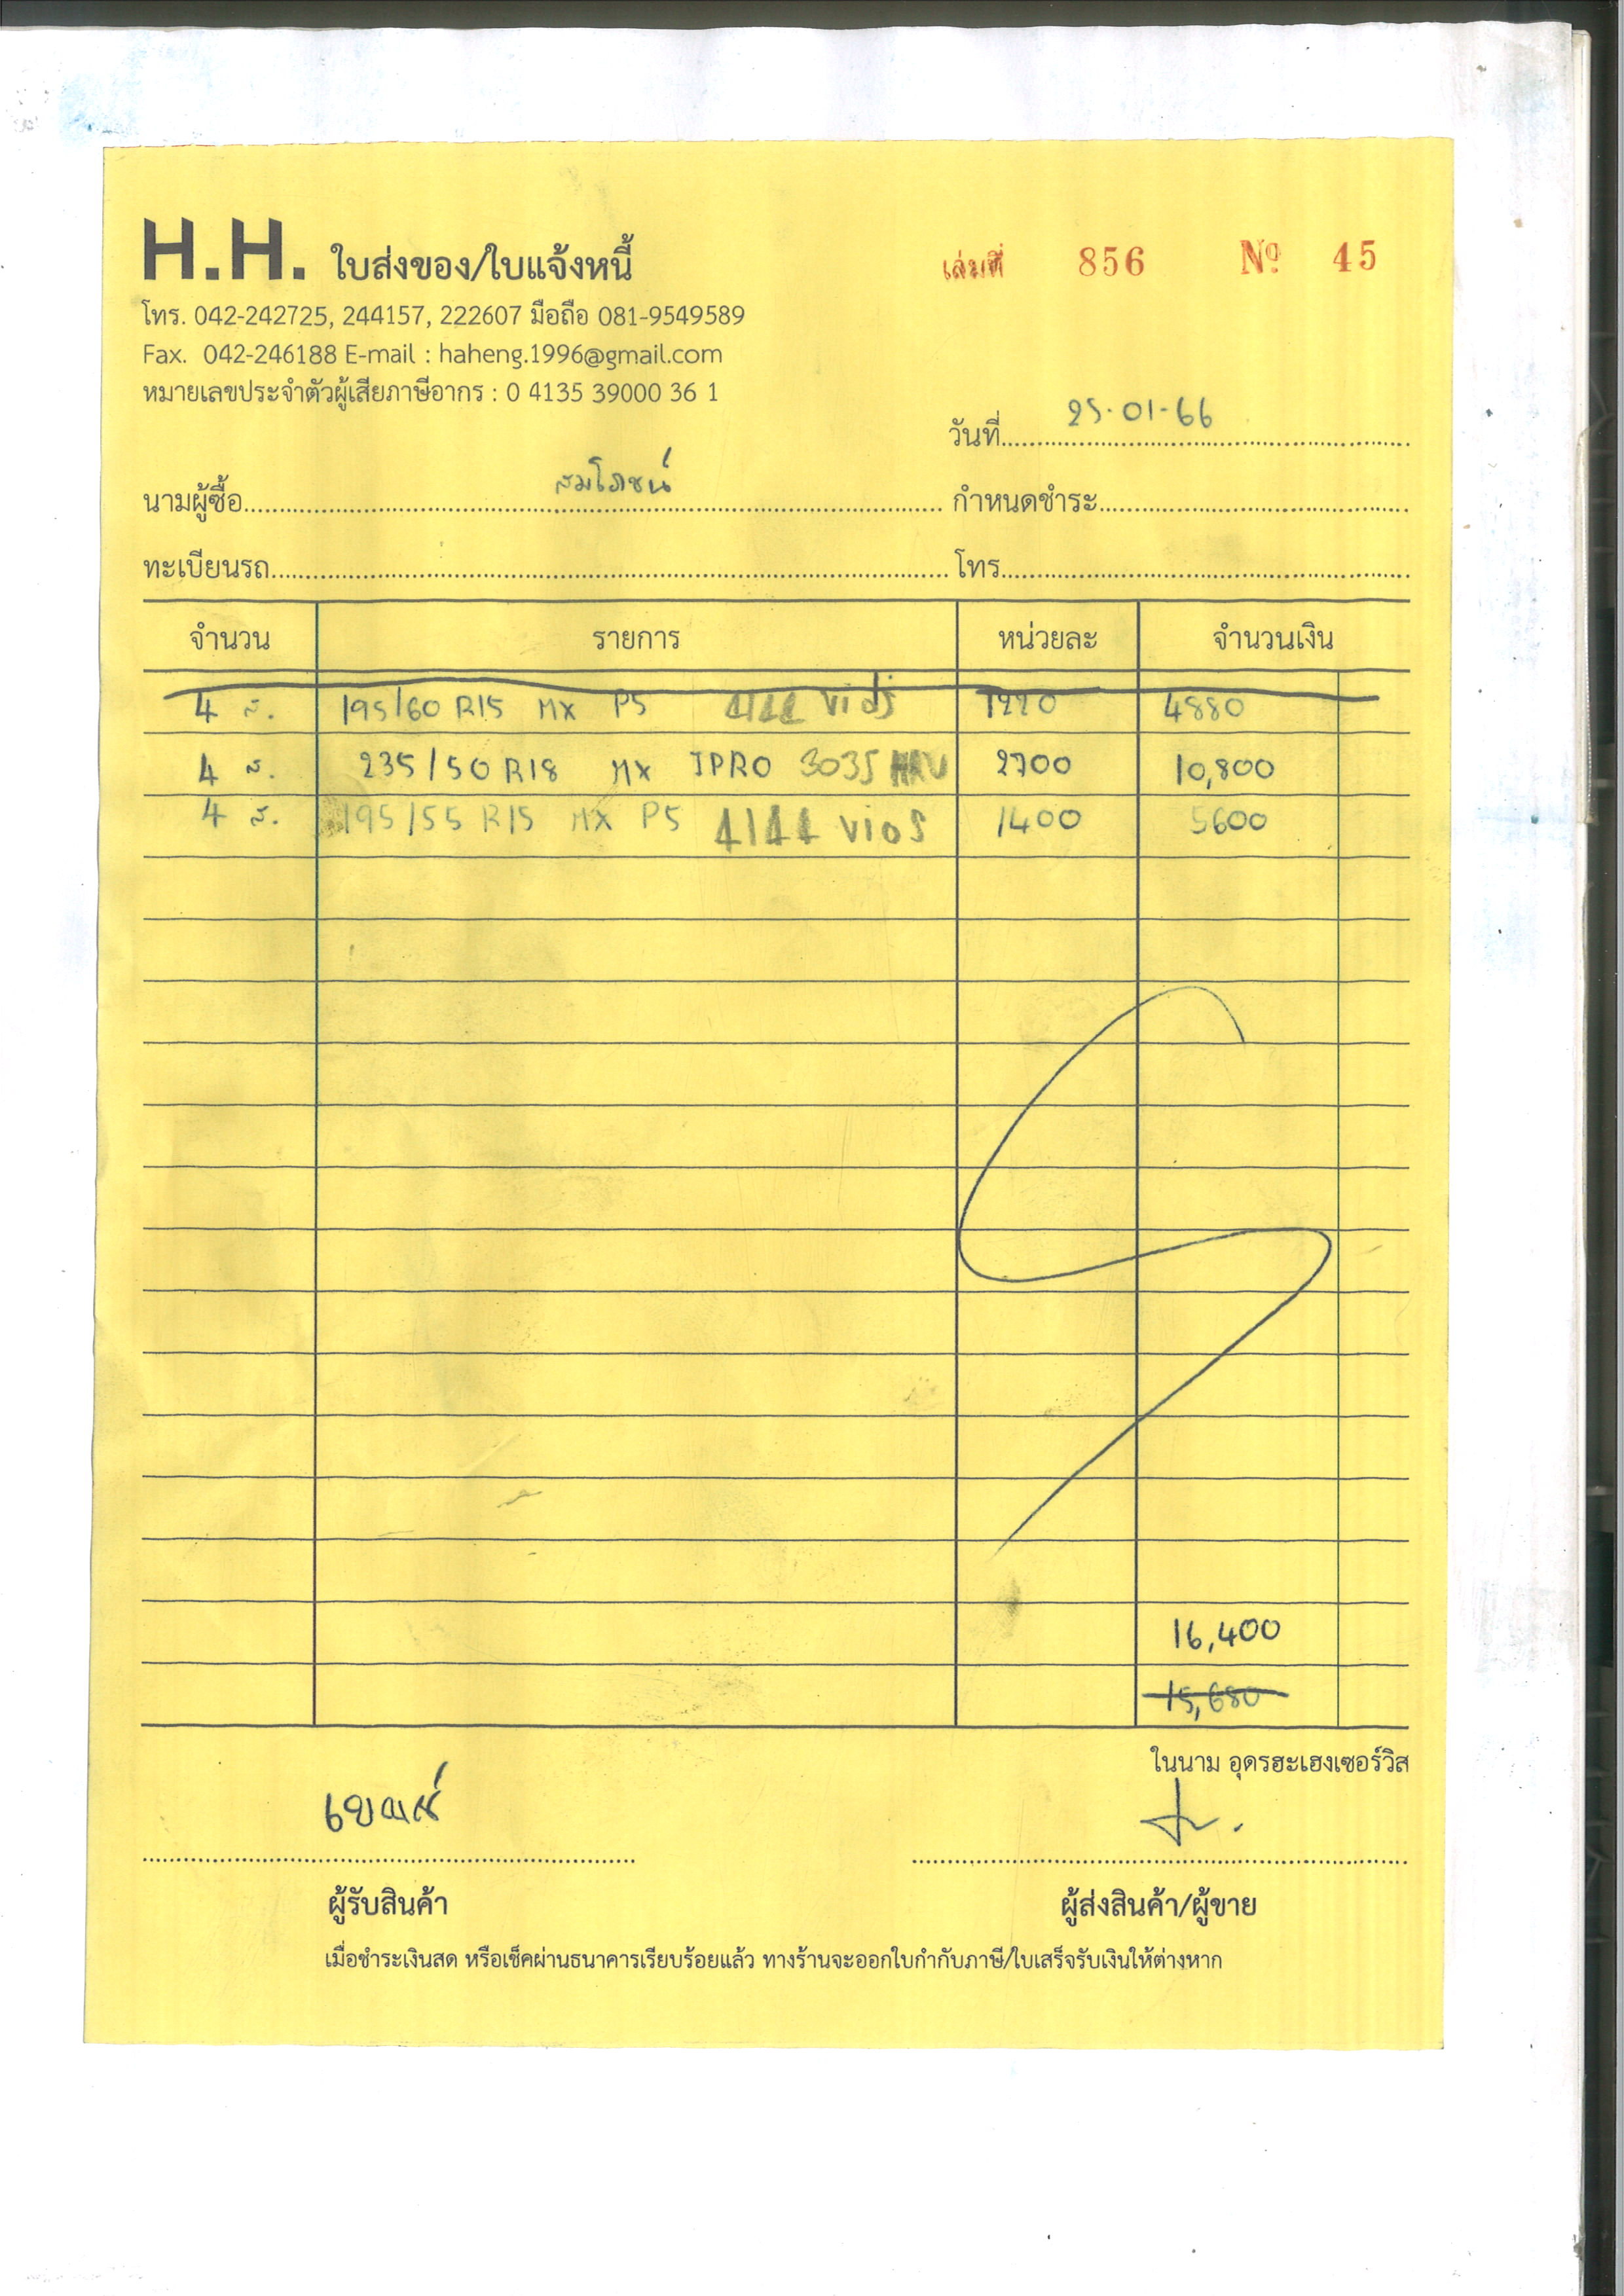 H.H. ใบส่งของ/ใบแจ้งหนี้ เล่มที่ 856 № 45
โทร. 042-242725, 244157, 222607 มือถือ 081-9549589
Fax. 042-246188 E-mail : haheng.1996@gmail.com
หมายเลขประจำตัวผู้เสียภาษีอากร : 0 4135 39000 36 1
วันที่ 25-01-66
นามผู้ซื้อ สมโภชน์ กำหนดชำระ
ทะเบียนรถ โทร
จำนวน รายการ หน่วยละ จำนวนเงิน
4 ส. 195/60 R15 MX P5 4144 Vios 1220 4880
4 ส. 235/50 R18 MX IPRO 3035 2700 10,800
4 ส. 195/55 R15 MX P5 4144 Vios 1400 5600
16,400
15,680
ในนาม อุดรฮะเฮงเซอร์วิส
ผู้รับสินค้า ผู้ส่งสินค้า/ผู้ขาย
เมื่อชำระเงินสด หรือเช็คผ่านธนาคารเรียบร้อยแล้ว ทางร้านจะออกใบกำกับภาษี/ใบเสร็จรับเงินให้ต่างหาก